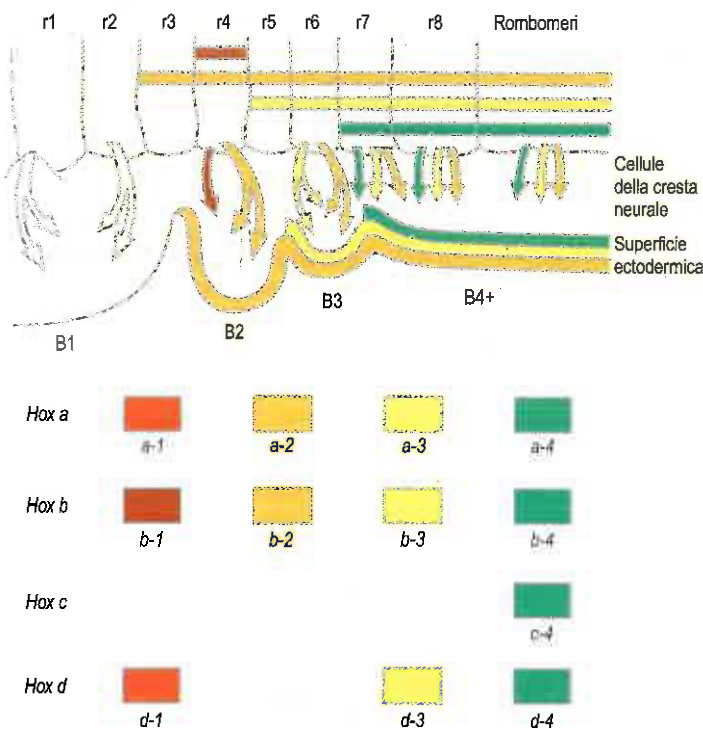 r1 r2 r3 r4 r5 r6 r7 r8 Rombomeri
Cellule
della cresta
neurale
Superficie
ectodermica
B1 B2 B3 B4+
Hox a
a-1 a-2 a-3 a-4
Hox b
b-1 b-2 b-3 b-4
Hox c
c-4
Hox d
d-1 d-3 d-4